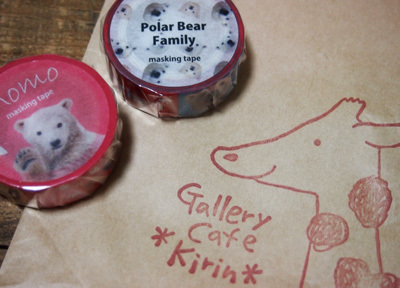 Polar Bear
Family
masking tape
momo
masking tape
Gallery
Cafe
*Kirin*